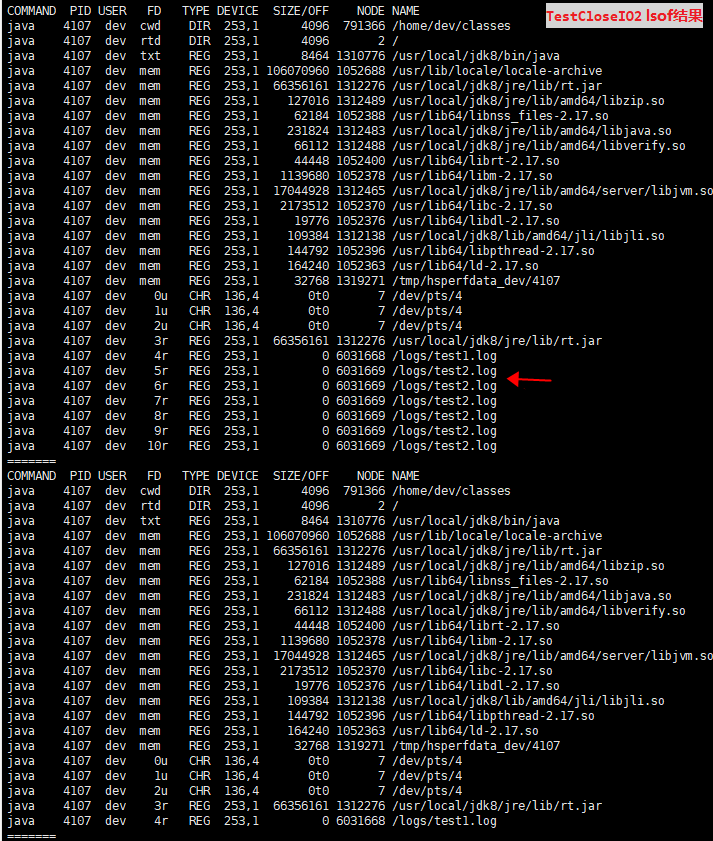 TestCloseIO2 lsof结果
COMMAND PID USER FD TYPE DEVICE SIZE/OFF NODE NAME
java 4107 dev cwd DIR 253,1 4096 791366 /home/dev/classes
java 4107 dev rtd DIR 253,1 4096 2 /
java 4107 dev txt REG 253,1 8464 1310776 /usr/local/jdk8/bin/java
java 4107 dev mem REG 253,1 106070960 1052688 /usr/lib/locale/locale-archive
java 4107 dev mem REG 253,1 66356161 1312276 /usr/local/jdk8/jre/lib/rt.jar
java 4107 dev mem REG 253,1 127016 1312489 /usr/local/jdk8/jre/lib/amd64/libzip.so
java 4107 dev mem REG 253,1 62184 1052388 /usr/lib64/libnss_files-2.17.so
java 4107 dev mem REG 253,1 231824 1312483 /usr/local/jdk8/jre/lib/amd64/libjava.so
java 4107 dev mem REG 253,1 66112 1312488 /usr/local/jdk8/jre/lib/amd64/libverify.so
java 4107 dev mem REG 253,1 44448 1052400 /usr/lib64/librt-2.17.so
java 4107 dev mem REG 253,1 1139680 1052378 /usr/lib64/libm-2.17.so
java 4107 dev mem REG 253,1 17044928 1312465 /usr/local/jdk8/jre/lib/amd64/server/libjvm.so
java 4107 dev mem REG 253,1 2173512 1052370 /usr/lib64/libc-2.17.so
java 4107 dev mem REG 253,1 19776 1052376 /usr/lib64/libdl-2.17.so
java 4107 dev mem REG 253,1 109384 1312138 /usr/local/jdk8/lib/amd64/jli/libjli.so
java 4107 dev mem REG 253,1 144792 1052396 /usr/lib64/libpthread-2.17.so
java 4107 dev mem REG 253,1 164240 1052363 /usr/lib64/ld-2.17.so
java 4107 dev mem REG 253,1 32768 1319271 /tmp/hsperfdata_dev/4107
java 4107 dev 0u CHR 136,4 0t0 7 /dev/pts/4
java 4107 dev 1u CHR 136,4 0t0 7 /dev/pts/4
java 4107 dev 2u CHR 136,4 0t0 7 /dev/pts/4
java 4107 dev 3r REG 253,1 66356161 1312276 /usr/local/jdk8/jre/lib/rt.jar
java 4107 dev 4r REG 253,1 0 6031668 /logs/test1.log
java 4107 dev 5r REG 253,1 0 6031669 /logs/test2.log
java 4107 dev 6r REG 253,1 0 6031669 /logs/test2.log
java 4107 dev 7r REG 253,1 0 6031669 /logs/test2.log
java 4107 dev 8r REG 253,1 0 6031669 /logs/test2.log
java 4107 dev 9r REG 253,1 0 6031669 /logs/test2.log
java 4107 dev 10r REG 253,1 0 6031669 /logs/test2.log
=======
COMMAND PID USER FD TYPE DEVICE SIZE/OFF NODE NAME
java 4107 dev cwd DIR 253,1 4096 791366 /home/dev/classes
java 4107 dev rtd DIR 253,1 4096 2 /
java 4107 dev txt REG 253,1 8464 1310776 /usr/local/jdk8/bin/java
java 4107 dev mem REG 253,1 106070960 1052688 /usr/lib/locale/locale-archive
java 4107 dev mem REG 253,1 66356161 1312276 /usr/local/jdk8/jre/lib/rt.jar
java 4107 dev mem REG 253,1 127016 1312489 /usr/local/jdk8/jre/lib/amd64/libzip.so
java 4107 dev mem REG 253,1 62184 1052388 /usr/lib64/libnss_files-2.17.so
java 4107 dev mem REG 253,1 231824 1312483 /usr/local/jdk8/jre/lib/amd64/libjava.so
java 4107 dev mem REG 253,1 66112 1312488 /usr/local/jdk8/jre/lib/amd64/libverify.so
java 4107 dev mem REG 253,1 44448 1052400 /usr/lib64/librt-2.17.so
java 4107 dev mem REG 253,1 1139680 1052378 /usr/lib64/libm-2.17.so
java 4107 dev mem REG 253,1 17044928 1312465 /usr/local/jdk8/jre/lib/amd64/server/libjvm.so
java 4107 dev mem REG 253,1 2173512 1052370 /usr/lib64/libc-2.17.so
java 4107 dev mem REG 253,1 19776 1052376 /usr/lib64/libdl-2.17.so
java 4107 dev mem REG 253,1 109384 1312138 /usr/local/jdk8/lib/amd64/jli/libjli.so
java 4107 dev mem REG 253,1 144792 1052396 /usr/lib64/libpthread-2.17.so
java 4107 dev mem REG 253,1 164240 1052363 /usr/lib64/ld-2.17.so
java 4107 dev mem REG 253,1 32768 1319271 /tmp/hsperfdata_dev/4107
java 4107 dev 0u CHR 136,4 0t0 7 /dev/pts/4
java 4107 dev 1u CHR 136,4 0t0 7 /dev/pts/4
java 4107 dev 2u CHR 136,4 0t0 7 /dev/pts/4
java 4107 dev 3r REG 253,1 66356161 1312276 /usr/local/jdk8/jre/lib/rt.jar
java 4107 dev 4r REG 253,1 0 6031668 /logs/test1.log
=======